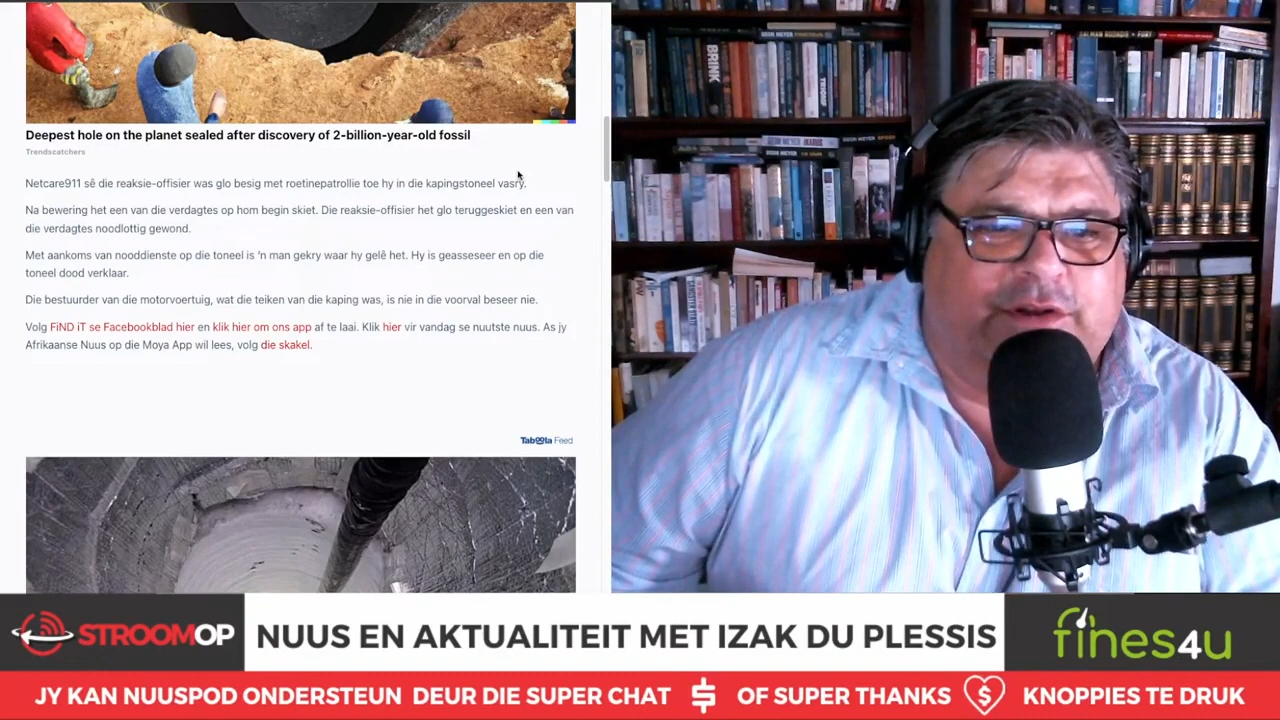 Deepest hole on the planet sealed after discovery of 2-billion-year-old fossil
Trendscatchers
Netcare911 sê die reaksie-offisier was glo besig met roetinepatrollie toe hy in die kapingstoneel vasry.
Na bewering het een van die verdagtes op hom begin skiet. Die reaksie-offisier het glo teruggeskiet en een van
die verdagtes noodlottig gewond.
Met aankoms van nooddienste op die toneel is 'n man gekry waar hy gelê het. Hy is geasseseer en op die
toneel dood verklaar.
Die bestuurder van die motorvoertuig, wat die teiken van die kaping was, is nie in die voorval beseer nie.
Volg FiND iT se Facebookblad hier en klik hier om ons app af te laai. Klik hier vir vandag se nuutste nuus. As jy
Afrikaanse Nuus op die Moya App wil lees, volg die skakel.
Taboola Feed
BRINK
STROOMOP
NUUS EN AKTUALITEIT MET IZAK DU PLESSIS
fines4u
JY KAN NUUSPOD ONDERSTEUN DEUR DIE SUPER CHAT $ OF SUPER THANKS $ KNOPPIES TE DRUK